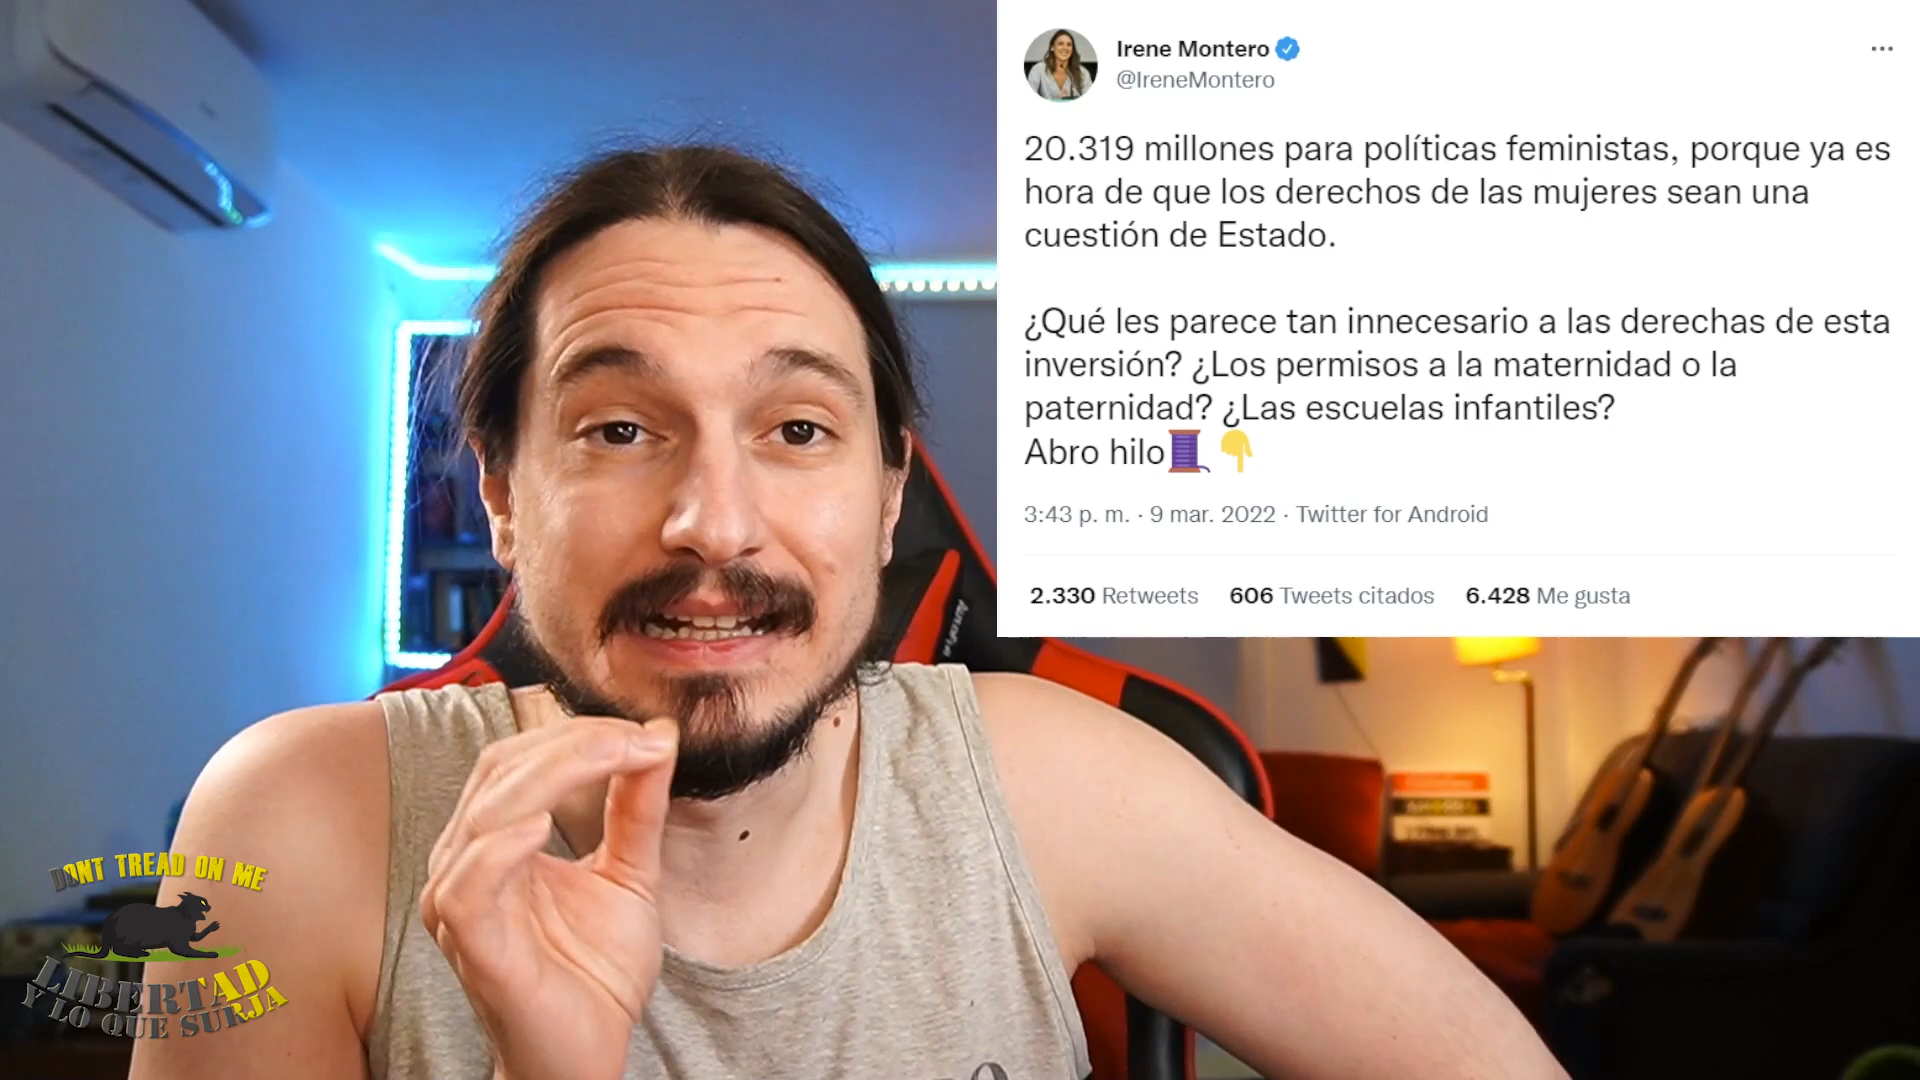 Irene Montero
@IreneMontero
20.319 millones para políticas feministas, porque ya es
hora de que los derechos de las mujeres sean una
cuestión de Estado.
¿Qué les parece tan innecesario a las derechas de esta
inversión? ¿Los permisos a la maternidad o la
paternidad? ¿Las escuelas infantiles?
Abro hilo
3:43 p. m. · 9 mar. 2022 · Twitter for Android
2.330 Retweets 606 Tweets citados 6.428 Me gusta
DONT TREAD ON ME
LIBERTAD
Y LO QUE SURJA